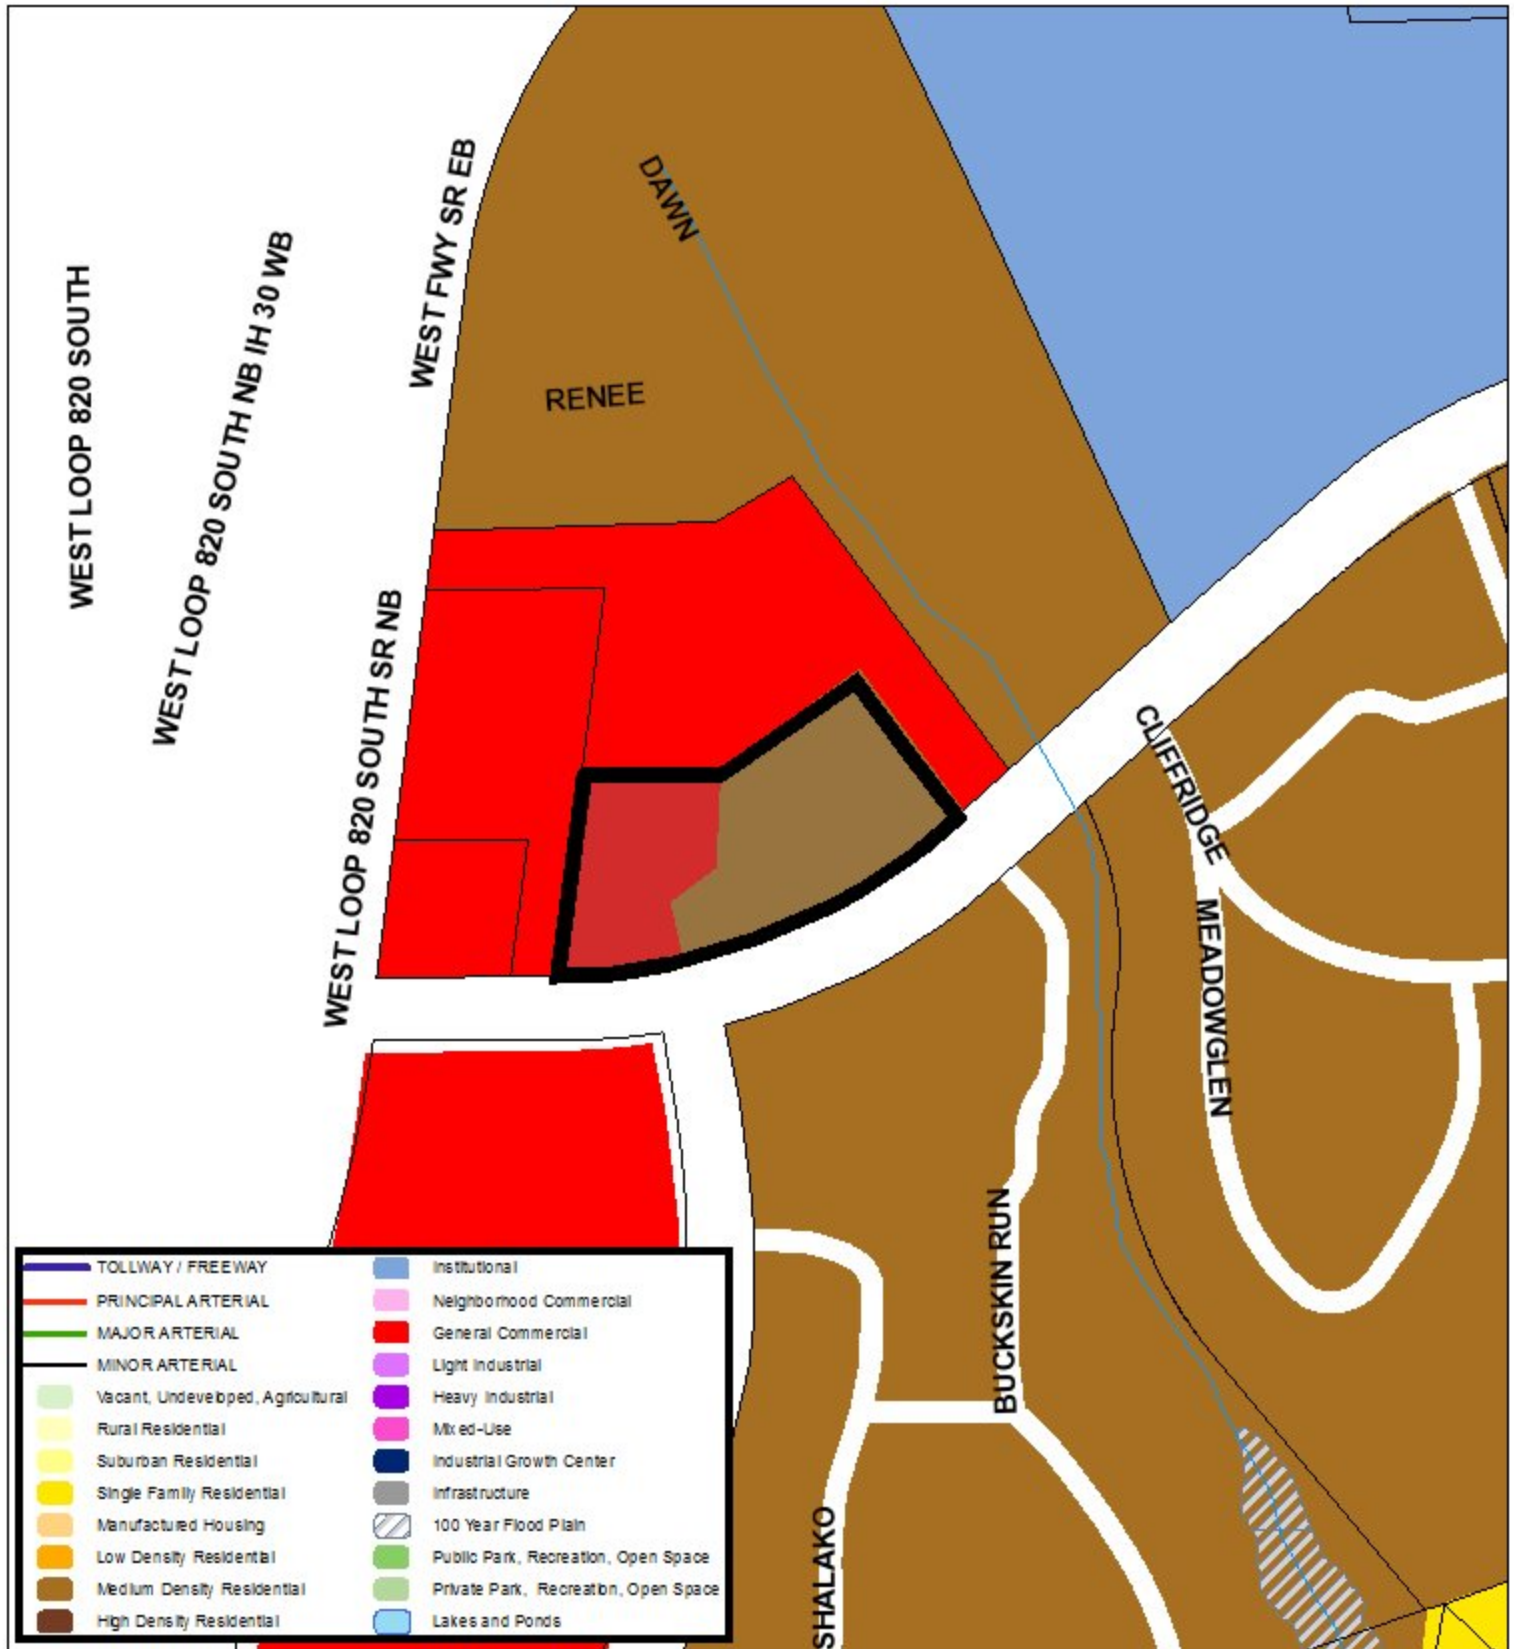 WEST LOOP 820 SOUTH
WEST LOOP 820 SOUTH NB IH 30 WB
WEST FWY SR EB
WEST LOOP 820 SOUTH SR NB
DAWN
RENEE
CLIFFRIDGE
MEADOWGLEN
BUCKSKIN RUN
SHALAKO
TOLLWAY / FREEWAY
PRINCIPAL ARTERIAL
MAJOR ARTERIAL
MINOR ARTERIAL
Vacant, Undeveloped, Agricultural
Rural Residential
Suburban Residential
Single Family Residential
Manufactured Housing
Low Density Residential
Medium Density Residential
High Density Residential
Institutional
Neighborhood Commercial
General Commercial
Light Industrial
Heavy Industrial
Mixed-Use
Industrial Growth Center
Infrastructure
100 Year Flood Plain
Public Park, Recreation, Open Space
Private Park, Recreation, Open Space
Lakes and Ponds